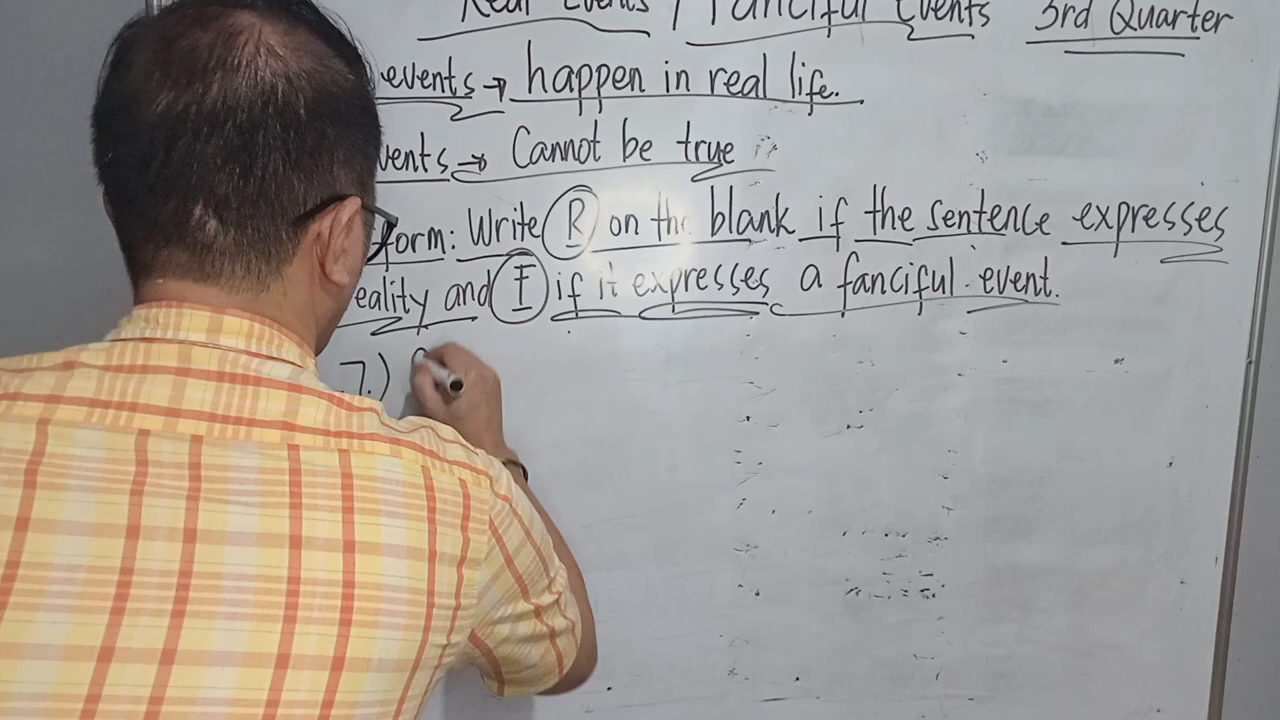 Real Events / Fanciful Events 3rd Quarter
events → happen in real life.
vents → Cannot be true
form: Write R on the blank if the sentence expresses
eality and F if it expresses a fanciful event.
7.)